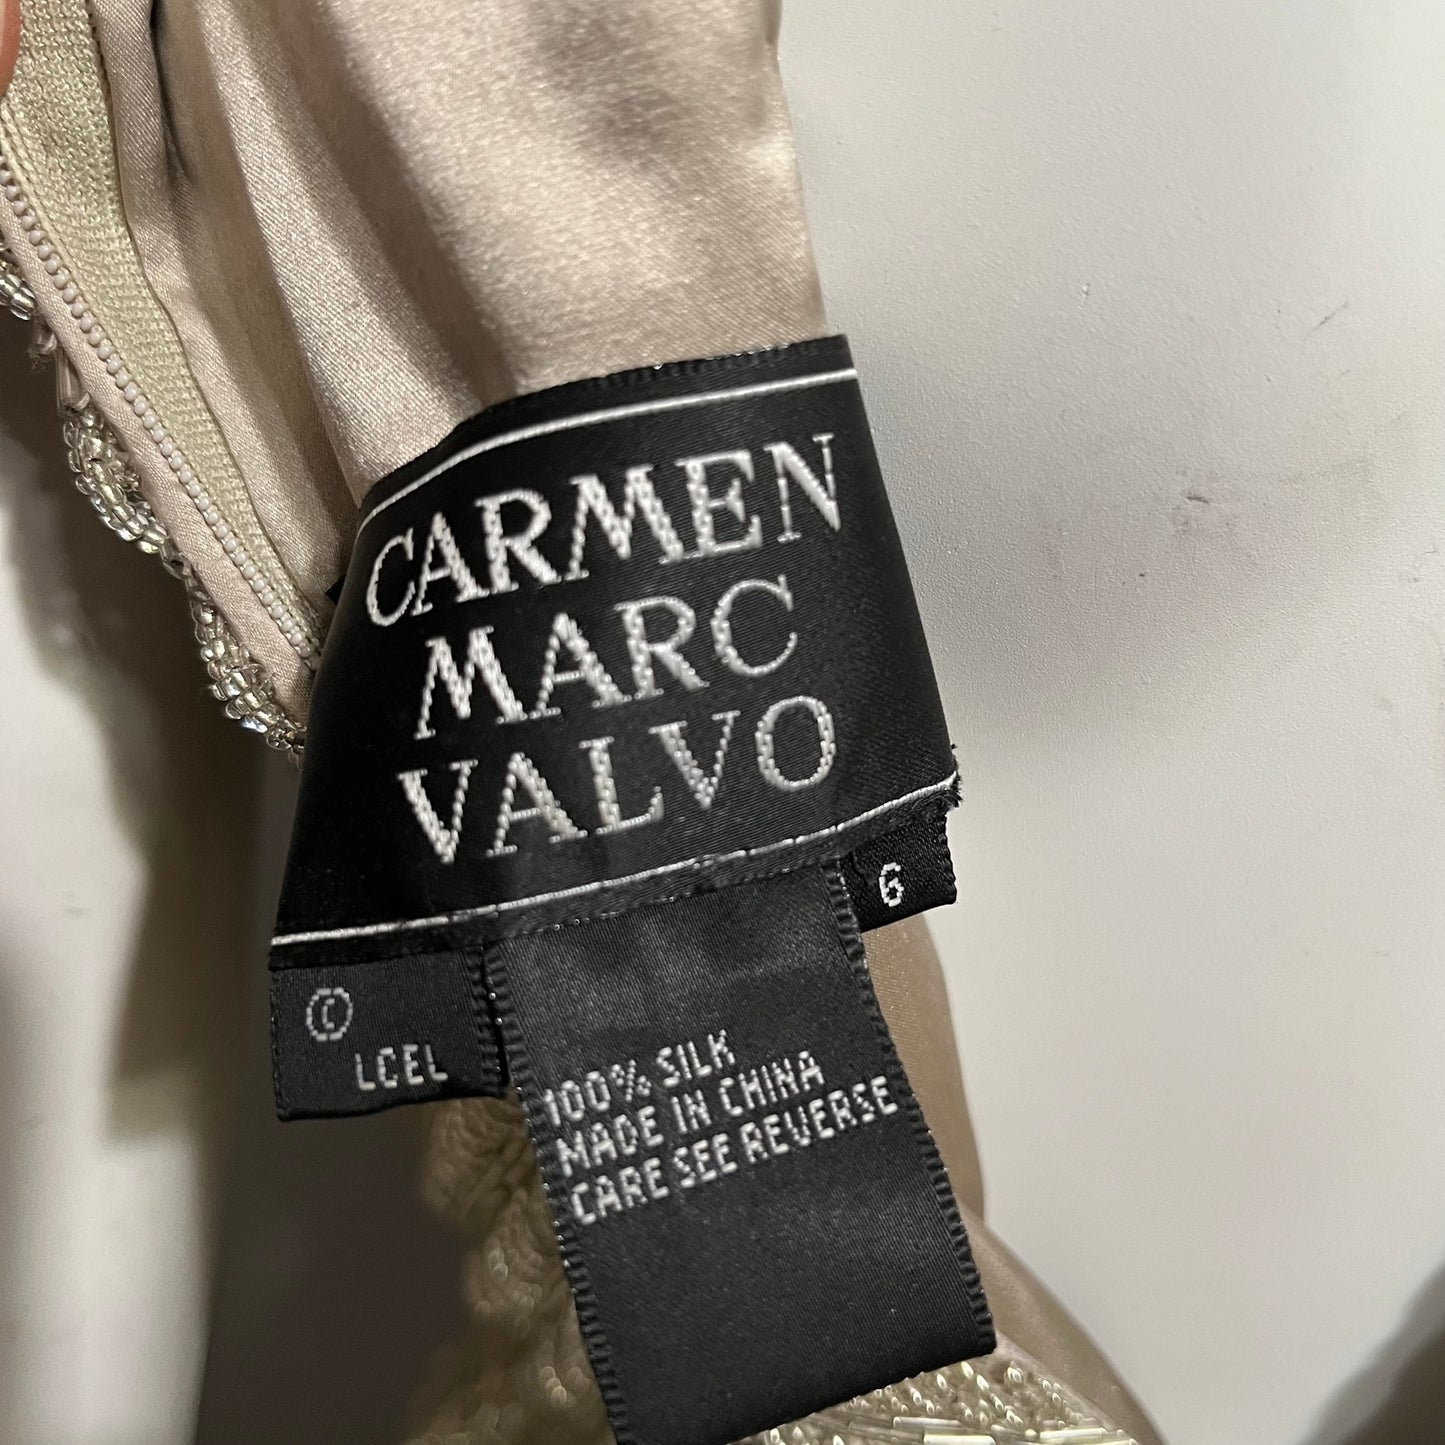 CARMEN
MARC
VALVO
6
©
LCEL
100% SILK
MADE IN CHINA
CARE SEE REVERSE